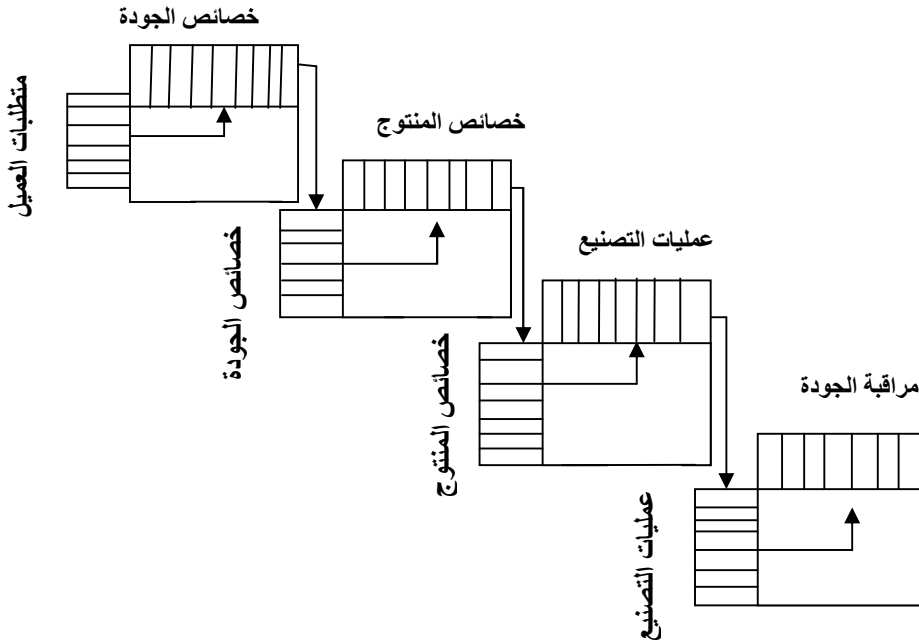 خصائص الجودة
متطلبات العميل
خصائص المنتوج
خصائص الجودة
عمليات التصنيع
خصائص المنتوج
مراقبة الجودة
عمليات التصنيع